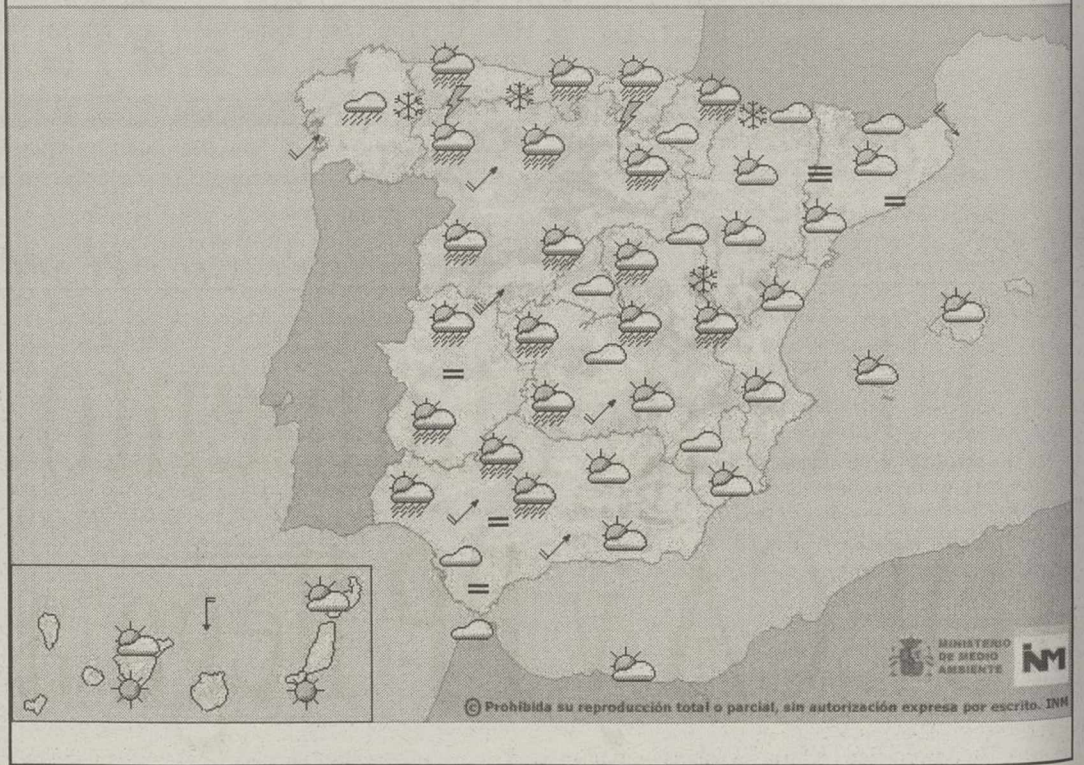 MINISTERIO
DE MEDIO
AMBIENTE
INM
© Prohibida su reproducción total o parcial, sin autorización expresa por escrito. INM